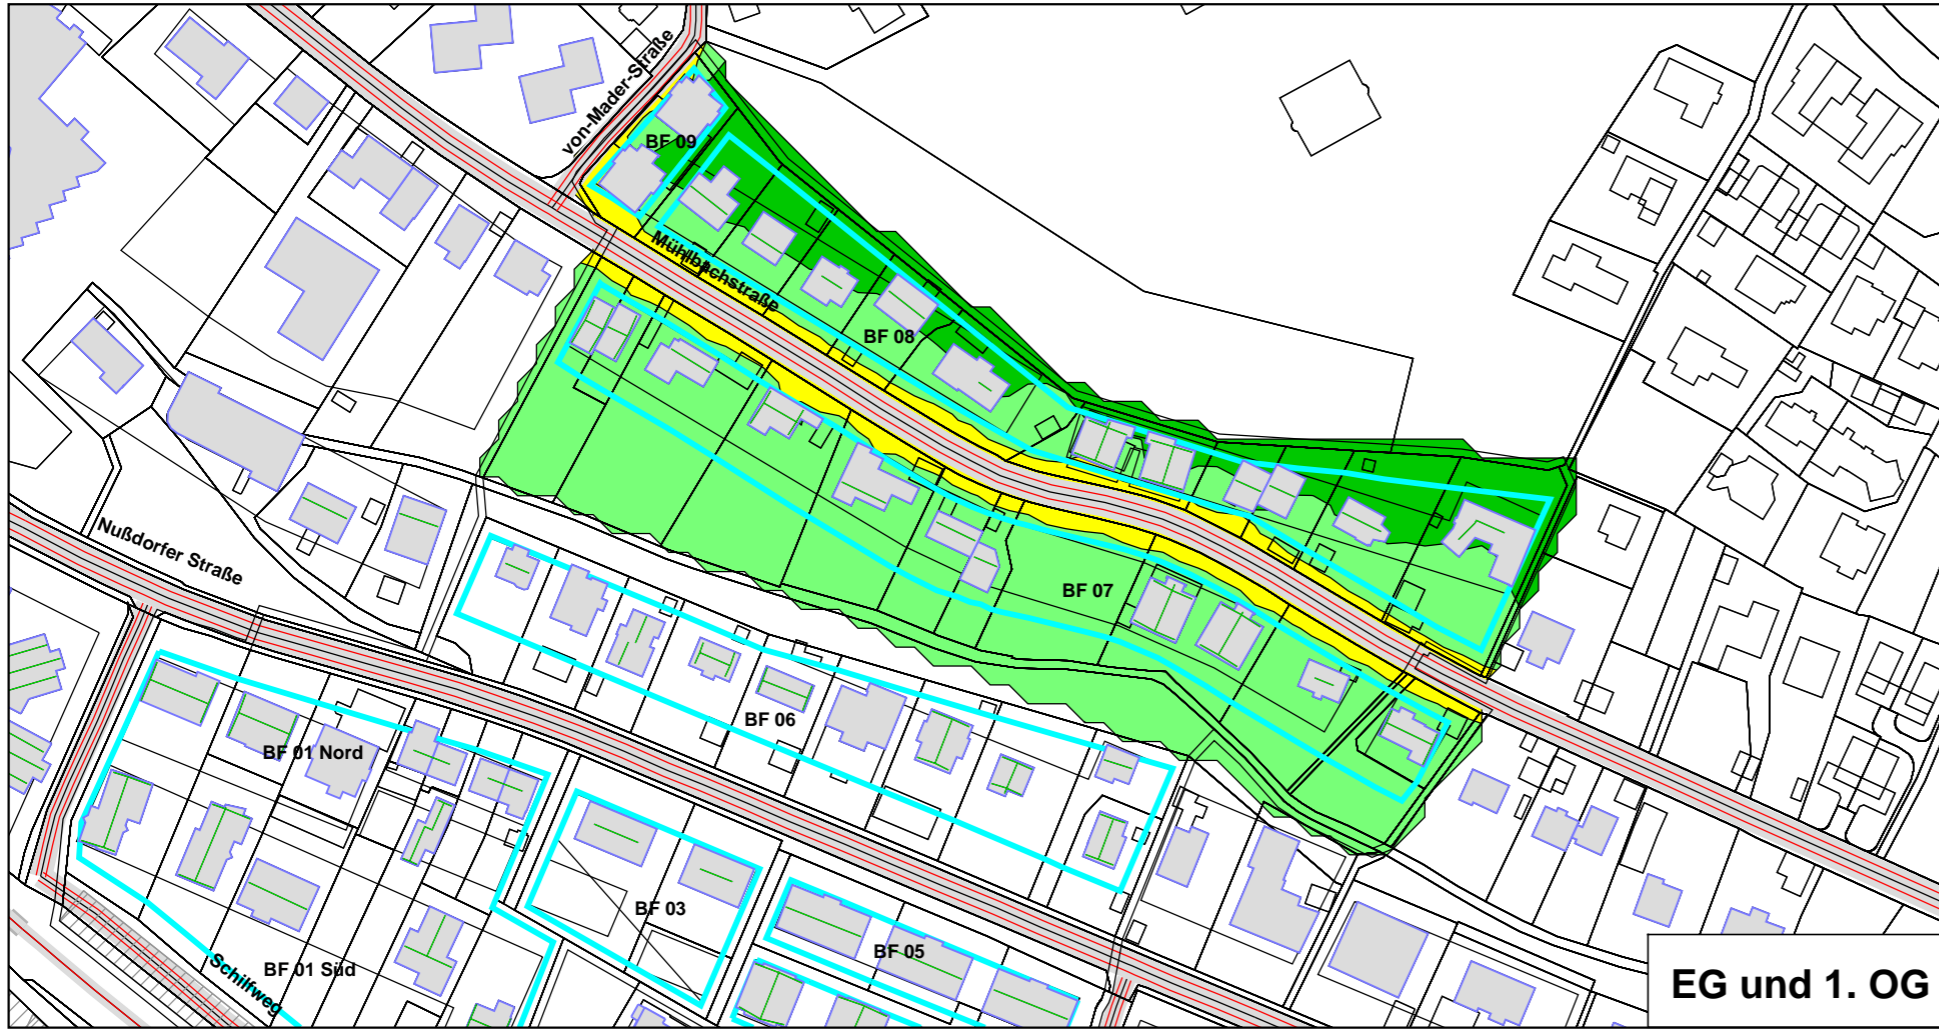 von-Mader-Straße
BF 09
Mühlbachstraße
BF 08
BF 07
Nußdorfer Straße
BF 06
BF 01 Nord
BF 03
BF 05
BF 01 Süd
Schilfweg
EG und 1. OG